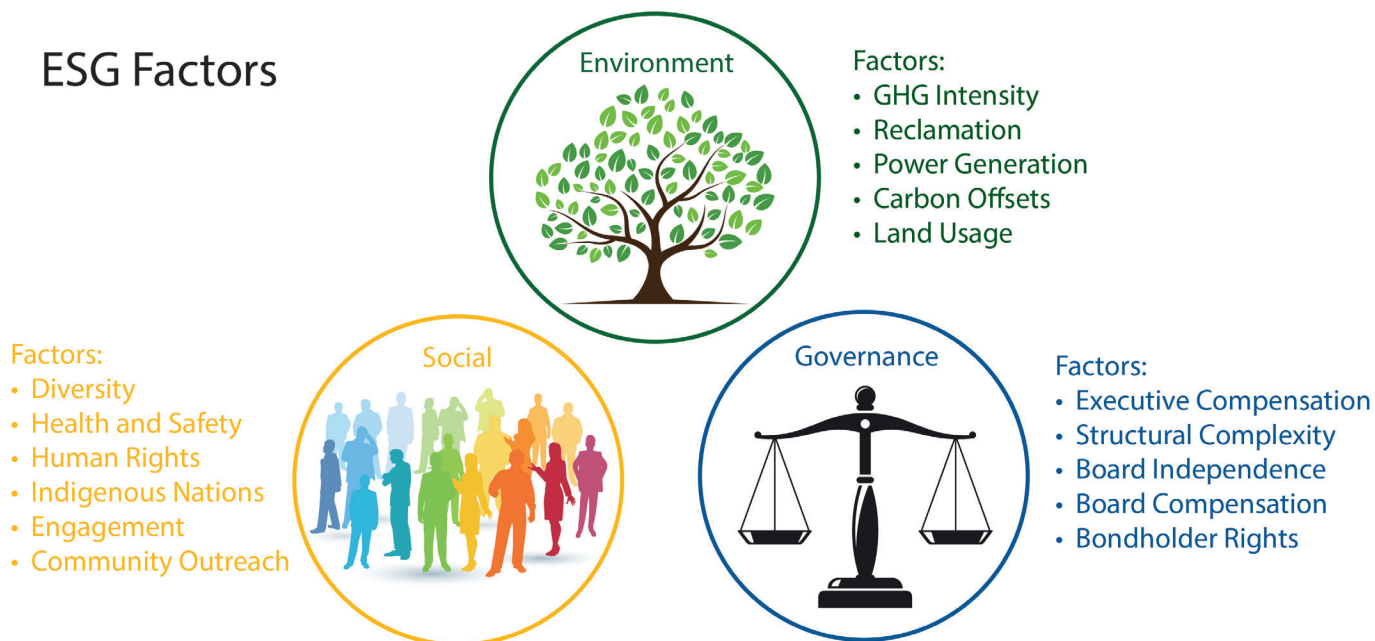 ESG Factors
Environment
Factors:
• GHG Intensity
• Reclamation
• Power Generation
• Carbon Offsets
• Land Usage
Factors:
• Diversity
• Health and Safety
• Human Rights
• Indigenous Nations
• Engagement
• Community Outreach
Social
Governance
Factors:
• Executive Compensation
• Structural Complexity
• Board Independence
• Board Compensation
• Bondholder Rights